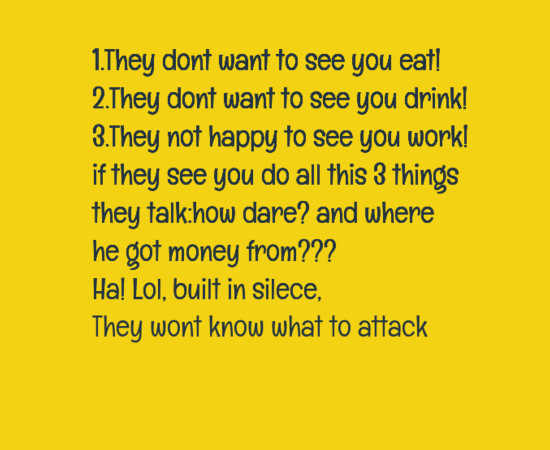 1.They dont want to see you eat!
2.They dont want to see you drink!
3.They not happy to see you work!
if they see you do all this 3 things
they talk:how dare? and where
he got money from???
Ha! Lol, built in silece,
They wont know what to attack